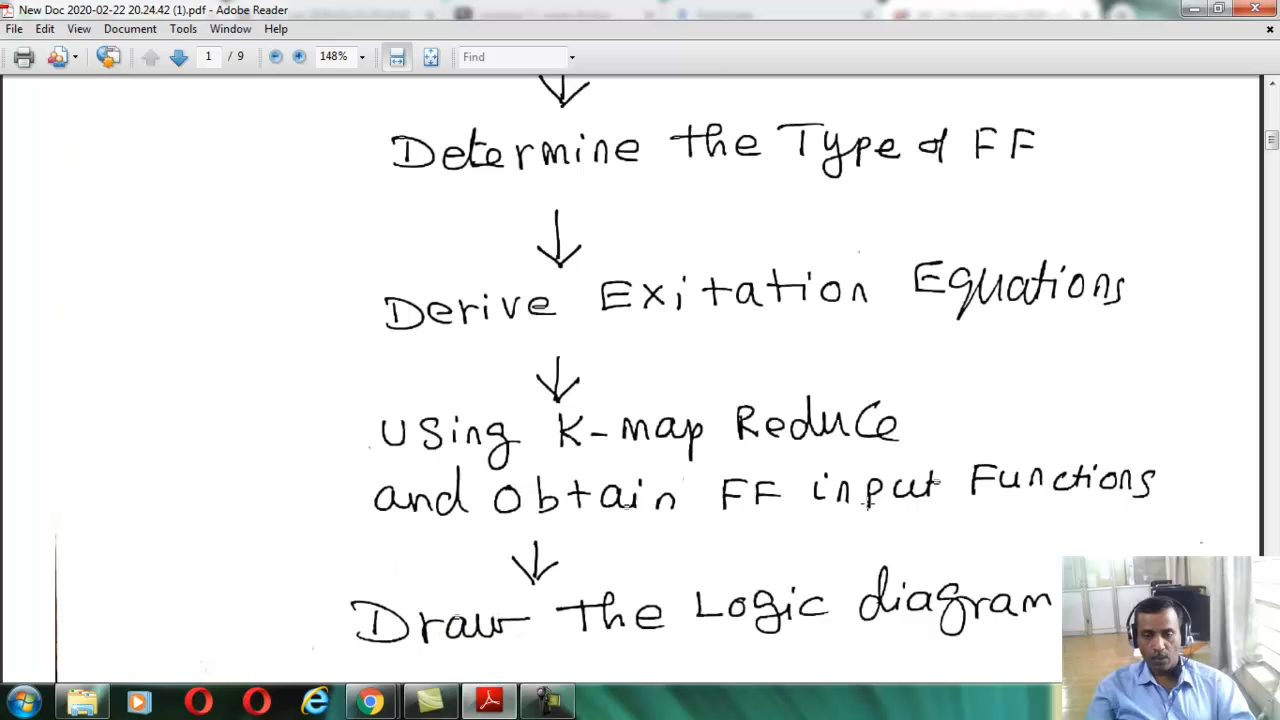 New Doc 2020-02-22 20.24.42 (1).pdf - Adobe Reader
File Edit View Document Tools Window Help
1 / 9 148% Find
Determine the Type of FF
Derive Exitation Equations
Using K-map Reduce
and Obtain FF input Functions
Draw The Logic diagram